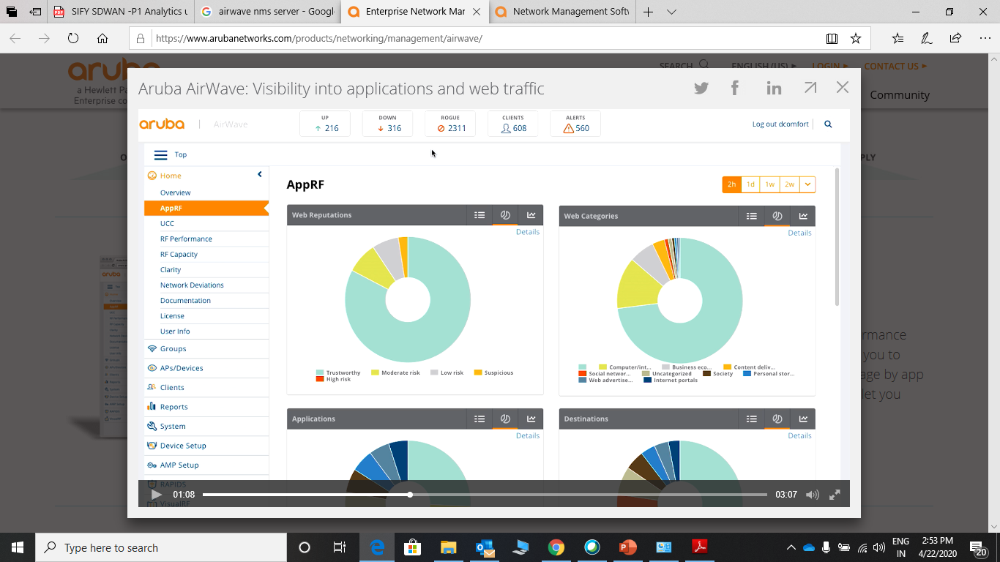 SIFY SDWAN -P1 Analytics u
airwave nms server - Googl
Enterprise Network Mar
Network Management Softw
https://www.arubanetworks.com/products/networking/management/airwave/
aruba
a Hewlett Pa
Enterprise co
SEARCH
ENGLISH (US)
LOGIN
CONTACT US
Community
Aruba AirWave: Visibility into applications and web traffic
aruba
AirWave
UP
216
DOWN
316
ROGUE
2311
CLIENTS
608
ALERTS
560
Log out dcomfort
Top
PLY
Home
Overview
AppRF
UCC
RF Performance
RF Capacity
Clarity
Network Deviations
Documentation
License
User Info
Groups
APs/Devices
Clients
Reports
System
Device Setup
AMP Setup
RAPIDS
VisualRF
AppRF
2h 1d 1w 2w
Web Reputations
Details
Trustworthy Moderate risk Low risk Suspicious
High risk
Web Categories
Details
Computer/int... Business eco... Content deliv...
Social networ... Uncategorized Society Personal stor...
Web advertise... Internet portals
Applications
Details
Destinations
Details
rmance
you to
age by app
let you
01:08
03:07
Type here to search
ENG
IN
2:53 PM
4/22/2020
20